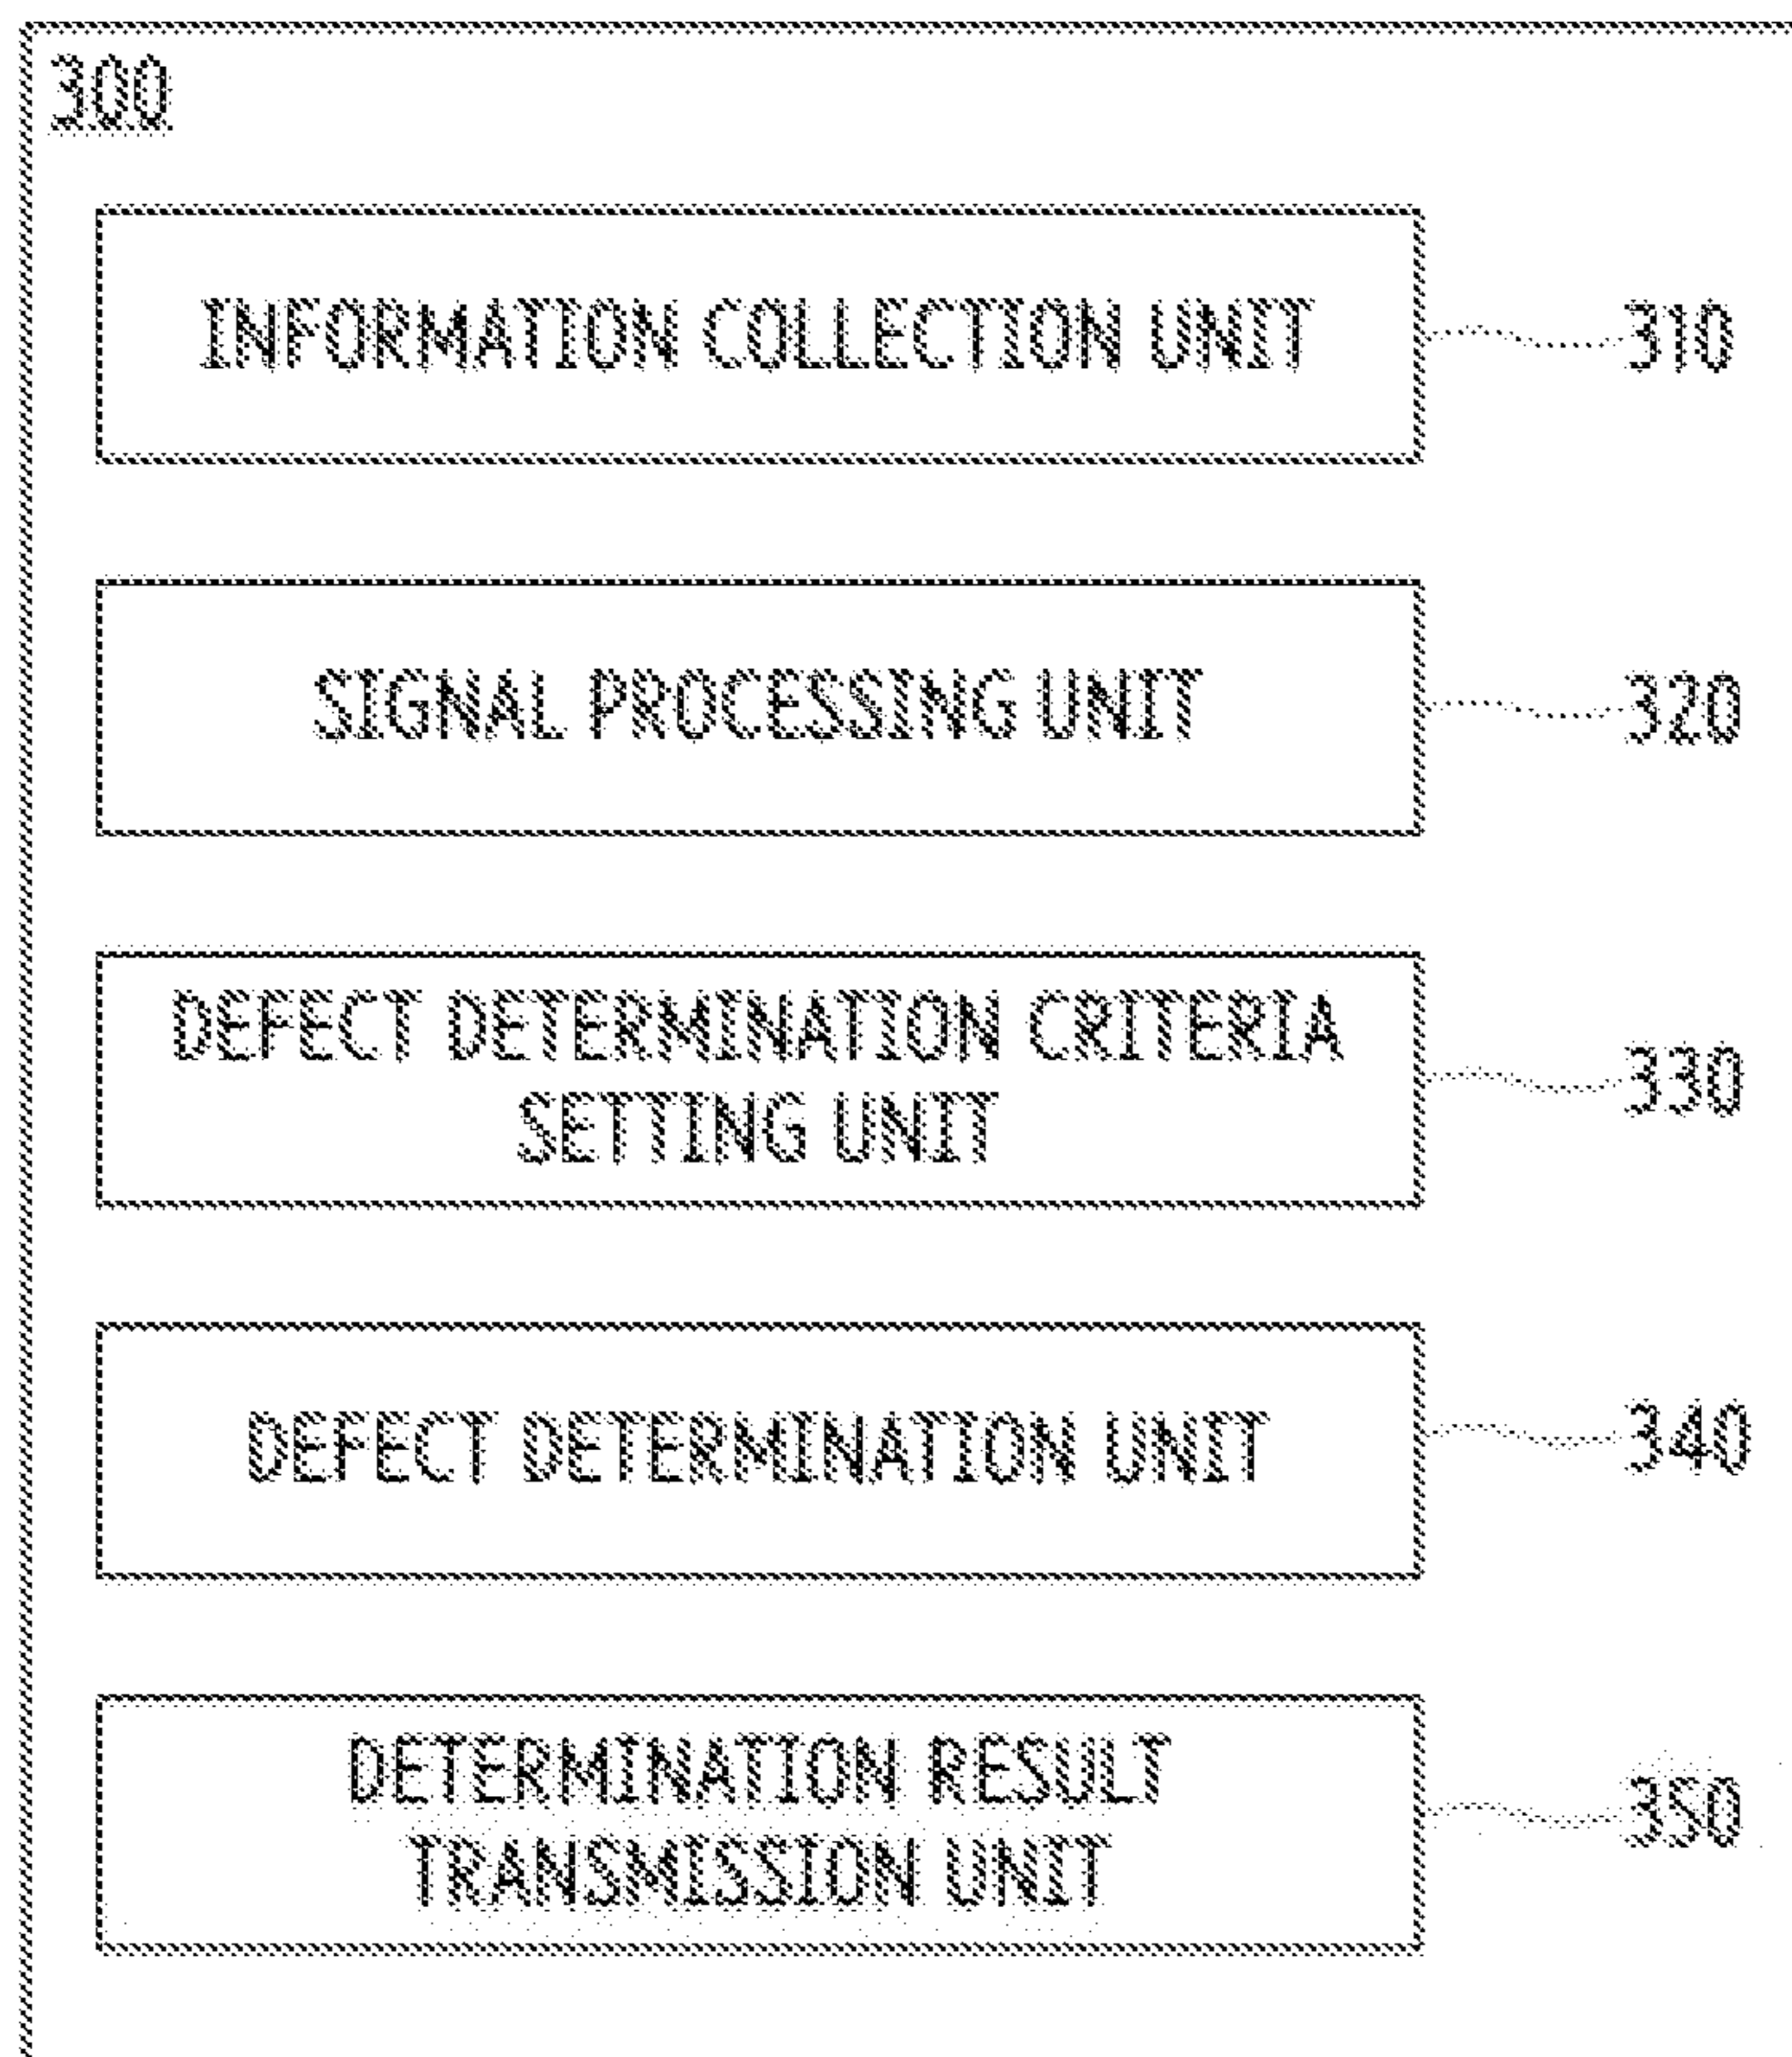 300
INFORMATION COLLECTION UNIT
310
SIGNAL PROCESSING UNIT
320
DEFECT DETERMINATION CRITERIA
SETTING UNIT
330
DEFECT DETERMINATION UNIT
340
DETERMINATION RESULT
TRANSMISSION UNIT
350